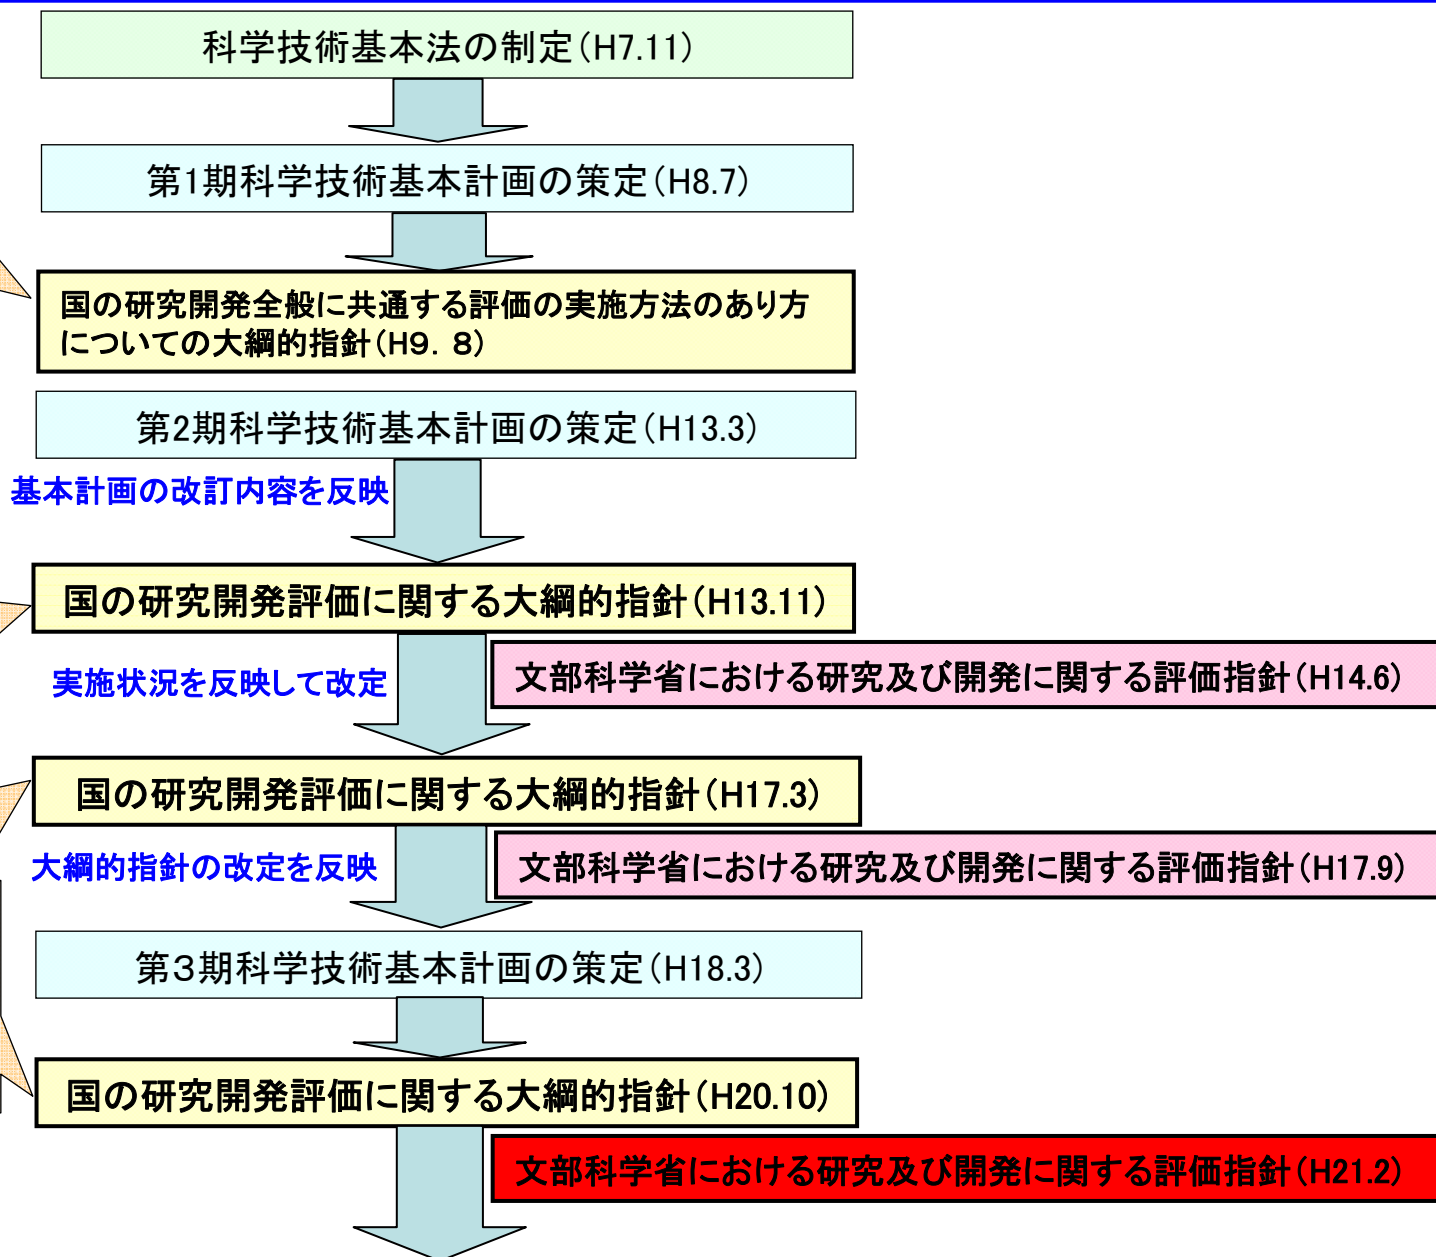 科学技術基本法の制定(H7.11)
第1期科学技術基本計画の策定(H8.7)
国の研究開発全般に共通する評価の実施方法のあり方
についての大綱的指針(H9. 8)
第2期科学技術基本計画の策定(H13.3)
基本計画の改訂内容を反映
国の研究開発評価に関する大綱的指針(H13.11)
実施状況を反映して改定
文部科学省における研究及び開発に関する評価指針(H14.6)
国の研究開発評価に関する大綱的指針(H17.3)
大綱的指針の改定を反映
文部科学省における研究及び開発に関する評価指針(H17.9)
第3期科学技術基本計画の策定(H18.3)
国の研究開発評価に関する大綱的指針(H20.10)
文部科学省における研究及び開発に関する評価指針(H21.2)